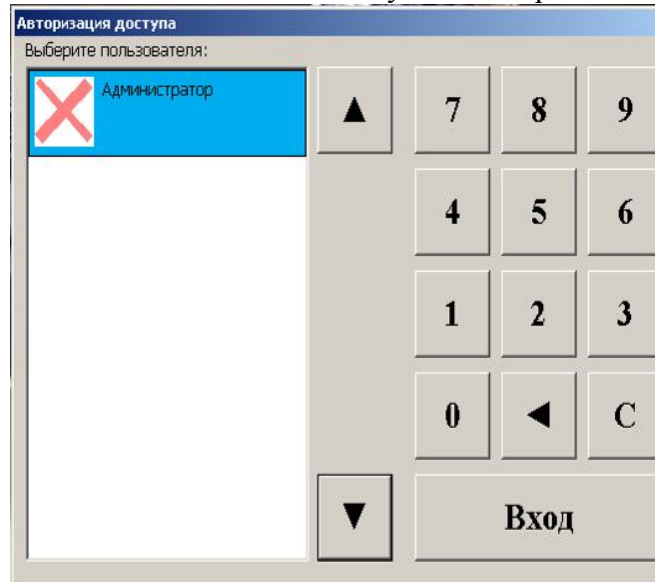 Авторизация доступа
Выберите пользователя:
Администратор
7 8 9
4 5 6
1 2 3
0 C
Вход